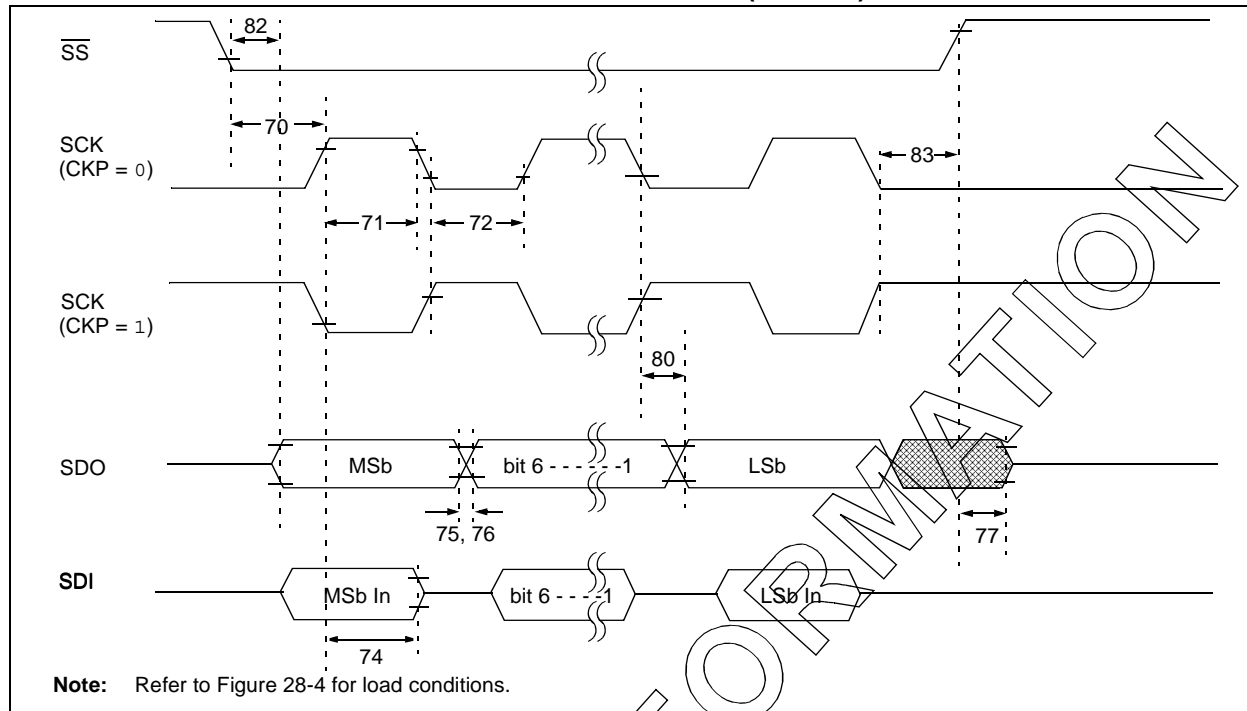 82
SS
70
SCK
(CKP = 0)
83
71
72
SCK
(CKP = 1)
80
SDO
MSb
bit 6 - - - - - -1
LSb
75, 76
77
SDI
MSb In
bit 6 - - - -1
LSb In
74
Note: Refer to Figure 28-4 for load conditions.
FORMATION